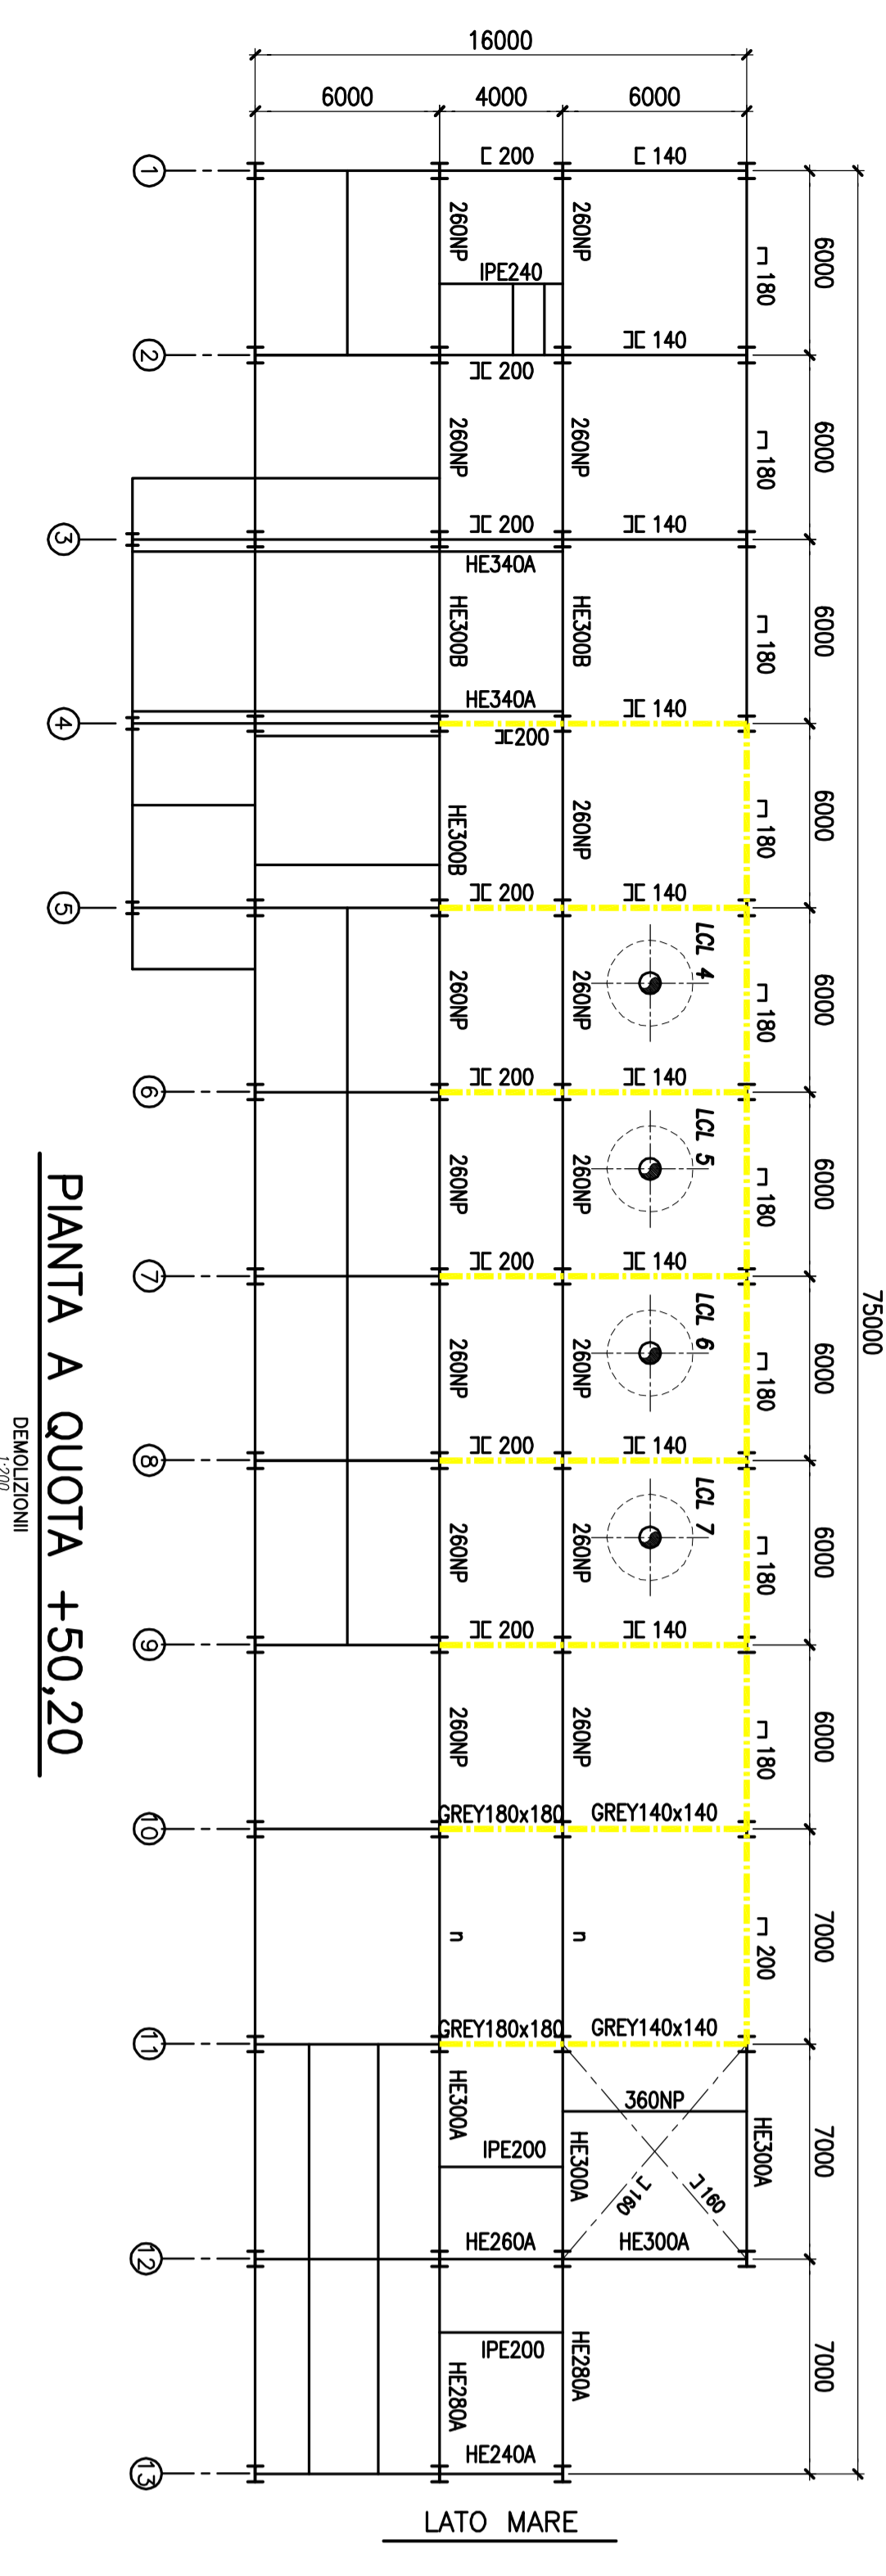 16000
6000 4000 6000
75000
6000
6000
6000
6000
6000
6000
6000
6000
6000
7000
7000
7000
1
2
3
4
5
6
7
8
9
10
11
12
13
200
140
260NP
260NP
180
IPE240
140
200
260NP
260NP
180
200
140
HE340A
HE300B
HE300B
180
HE340A
140
200
HE300B
260NP
180
200
140
LCL 4
260NP
260NP
180
200
140
LCL 5
260NP
260NP
180
200
140
LCL 6
260NP
260NP
180
200
140
LCL 7
260NP
260NP
180
200
140
260NP
260NP
180
GREY180x180
GREY140x140
n
n
200
GREY180x180
GREY140x140
HE300A
360NP
HE300A
HE300A
IPE200
160
160
HE260A
HE300A
IPE200
HE280A
HE280A
HE240A
LATO MARE
PIANTA A QUOTA +50,20
DEMOLIZIONII
1:200